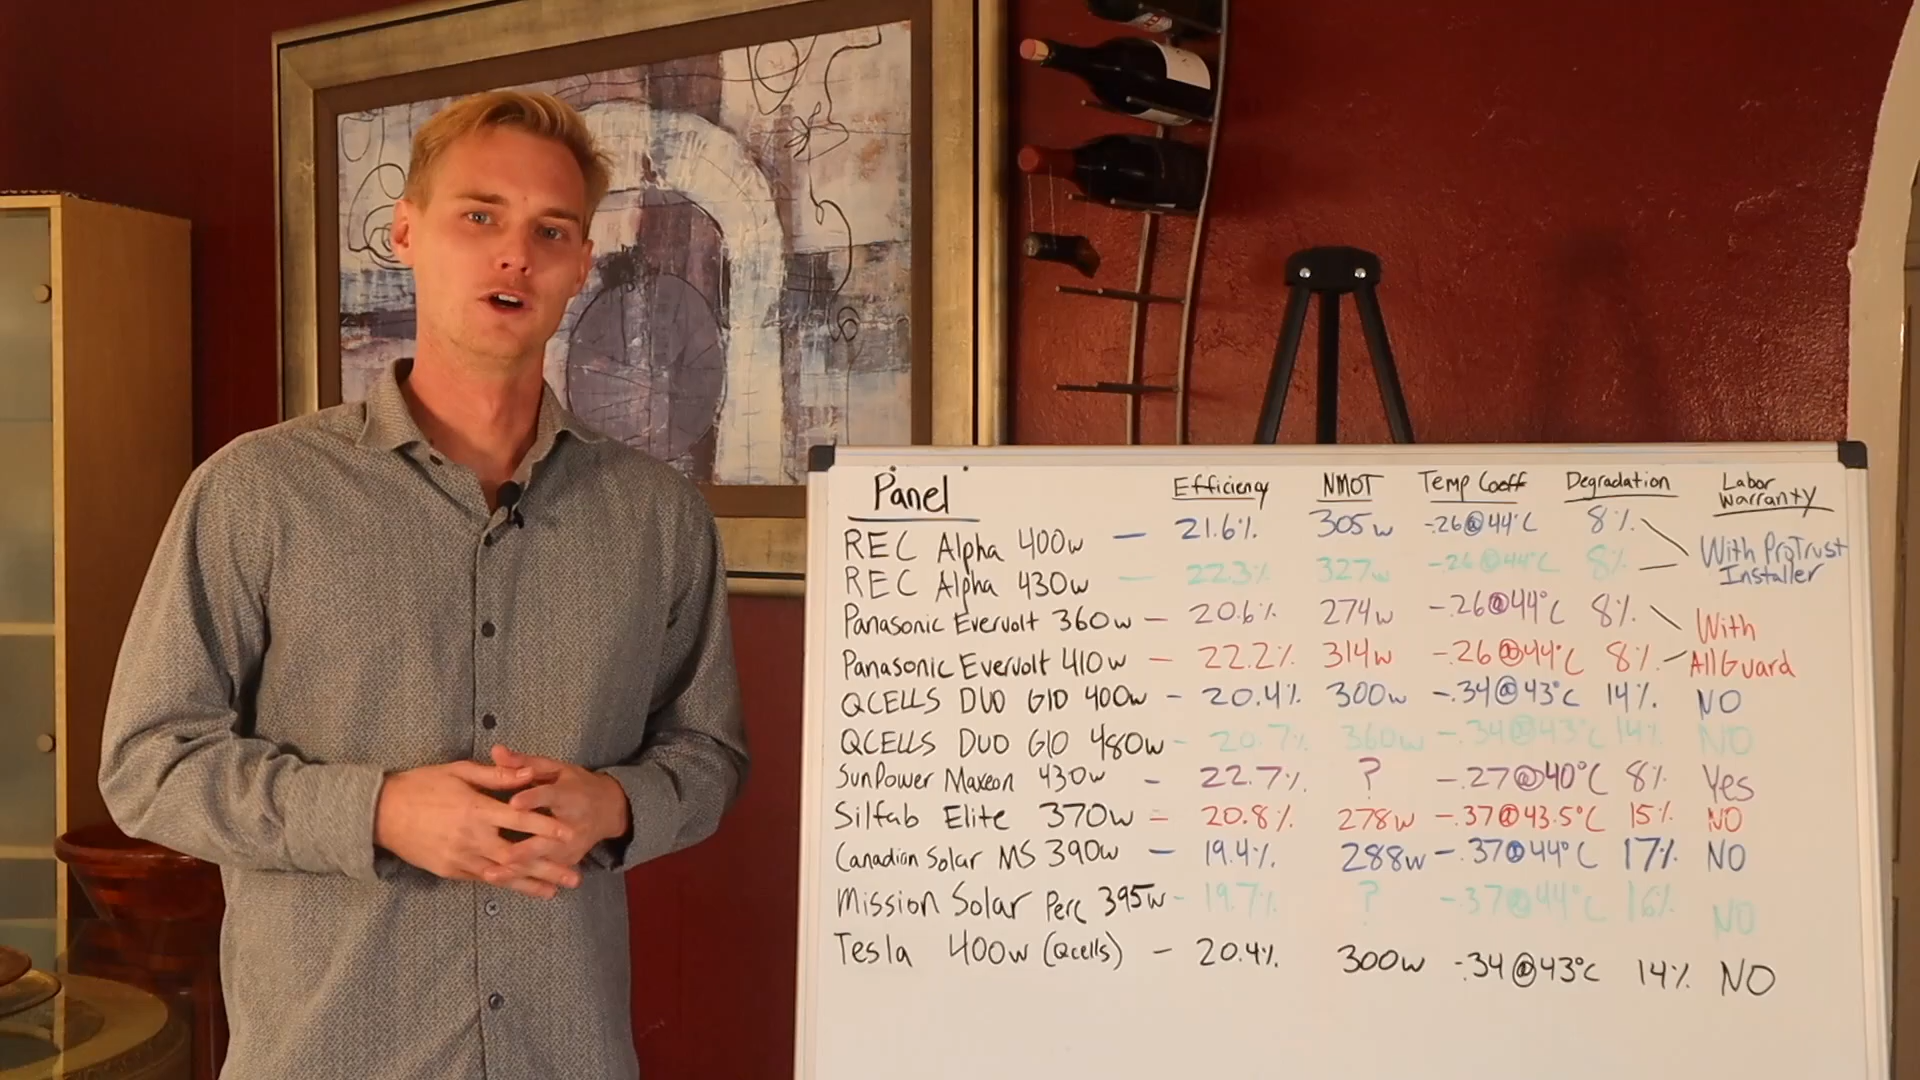 Panel Efficiency NMOT Temp Coeff Degradation Labor Warranty
REC Alpha 400w — 21.6% 305w -.26@44°C 8%
REC Alpha 430w — 22.3% 327w -.26@44°C 8%
With ProTrust
Installer
Panasonic Evervolt 360w — 20.6% 274w -.26@44°C 8%
Panasonic Evervolt 410w — 22.2% 314w -.26@44°C 8%
With
AllGuard
QCELLS DUO G10 400w - 20.4% 300w -.34@43°C 14% NO
QCELLS DUO G10 480w - 20.7% 360w -.34@43°C 14% NO
SunPower Maxeon 430w - 22.7% ? -.27@40°C 8% Yes
Silfab Elite 370w - 20.8% 278w -.37@43.5°C 15% NO
Canadian Solar MS 390w - 19.4% 288w -.37@44°C 17% NO
Mission Solar Perc 395w - 19.7% ? -.37@44°C 16% NO
Tesla 400w (Qcells) - 20.4% 300w -.34@43°C 14% NO